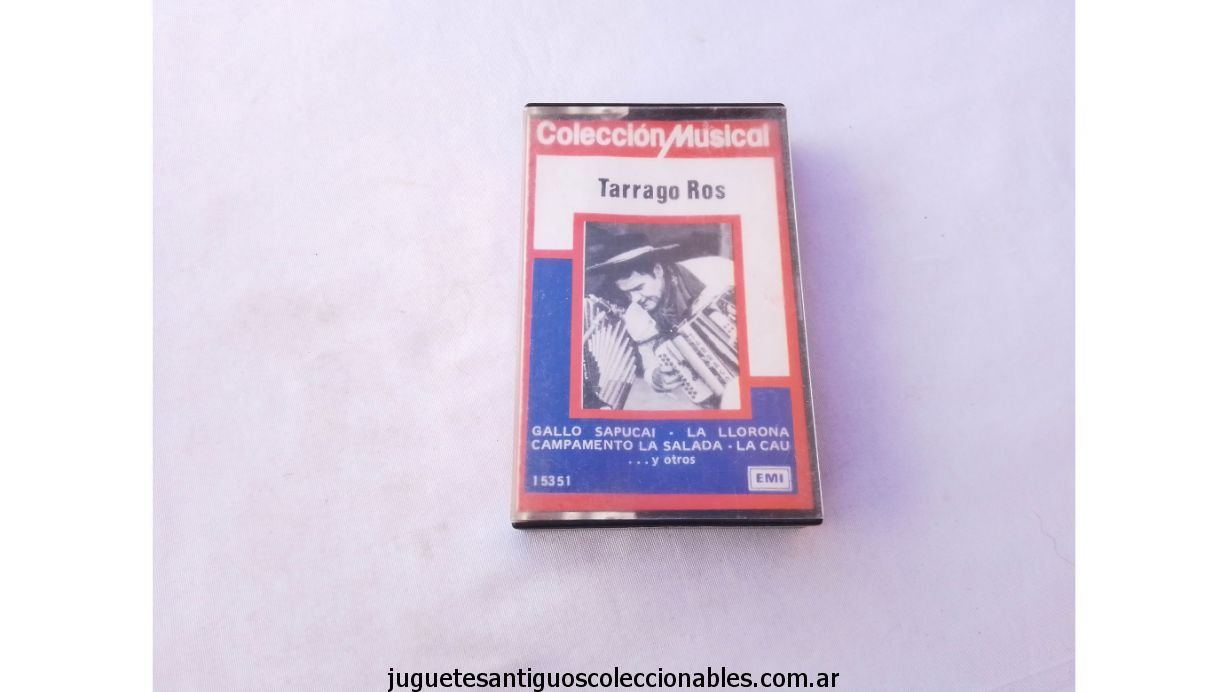 Colección Musical
Tarrago Ros
GALLO SAPUCAI · LA LLORONA
CAMPAMENTO LA SALADA · LA CAU
...y otros
15351
EMI
juguetesantiguoscoleccionables.com.ar